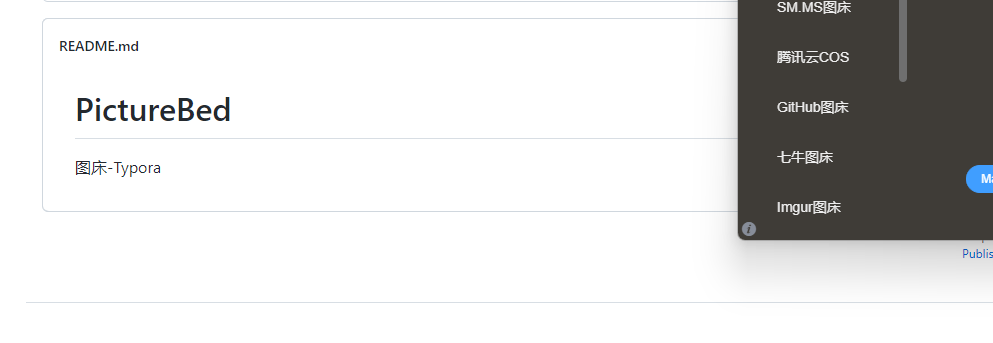 README.md
PictureBed
图床-Typora
SM.MS图床
腾讯云COS
GitHub图床
七牛图床
Imgur图床
Ma
Publis